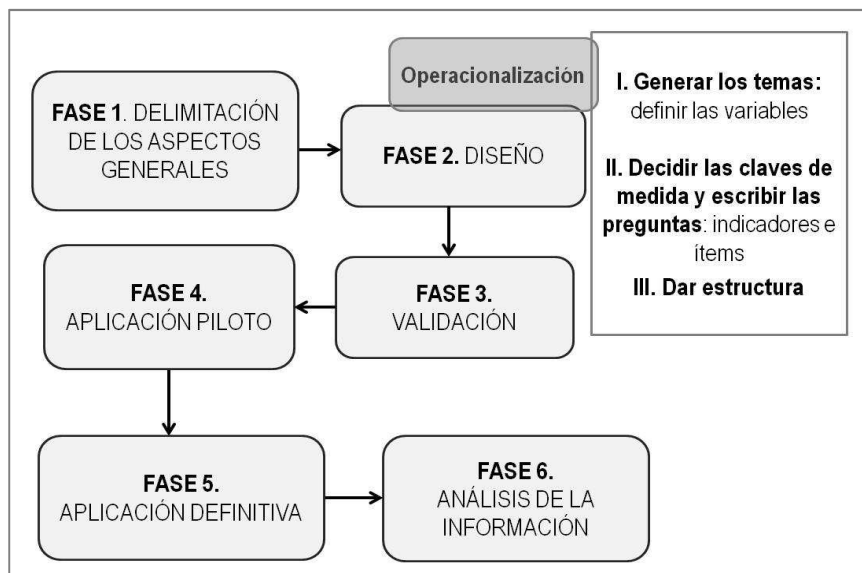 Operacionalización
FASE 1. DELIMITACIÓN
DE LOS ASPECTOS
GENERALES
FASE 2. DISEÑO
I. Generar los temas:
definir las variables
II. Decidir las claves de
medida y escribir las
preguntas: indicadores e
ítems
III. Dar estructura
FASE 4.
APLICACIÓN PILOTO
FASE 3.
VALIDACIÓN
FASE 5.
APLICACIÓN DEFINITIVA
FASE 6.
ANÁLISIS DE LA
INFORMACIÓN